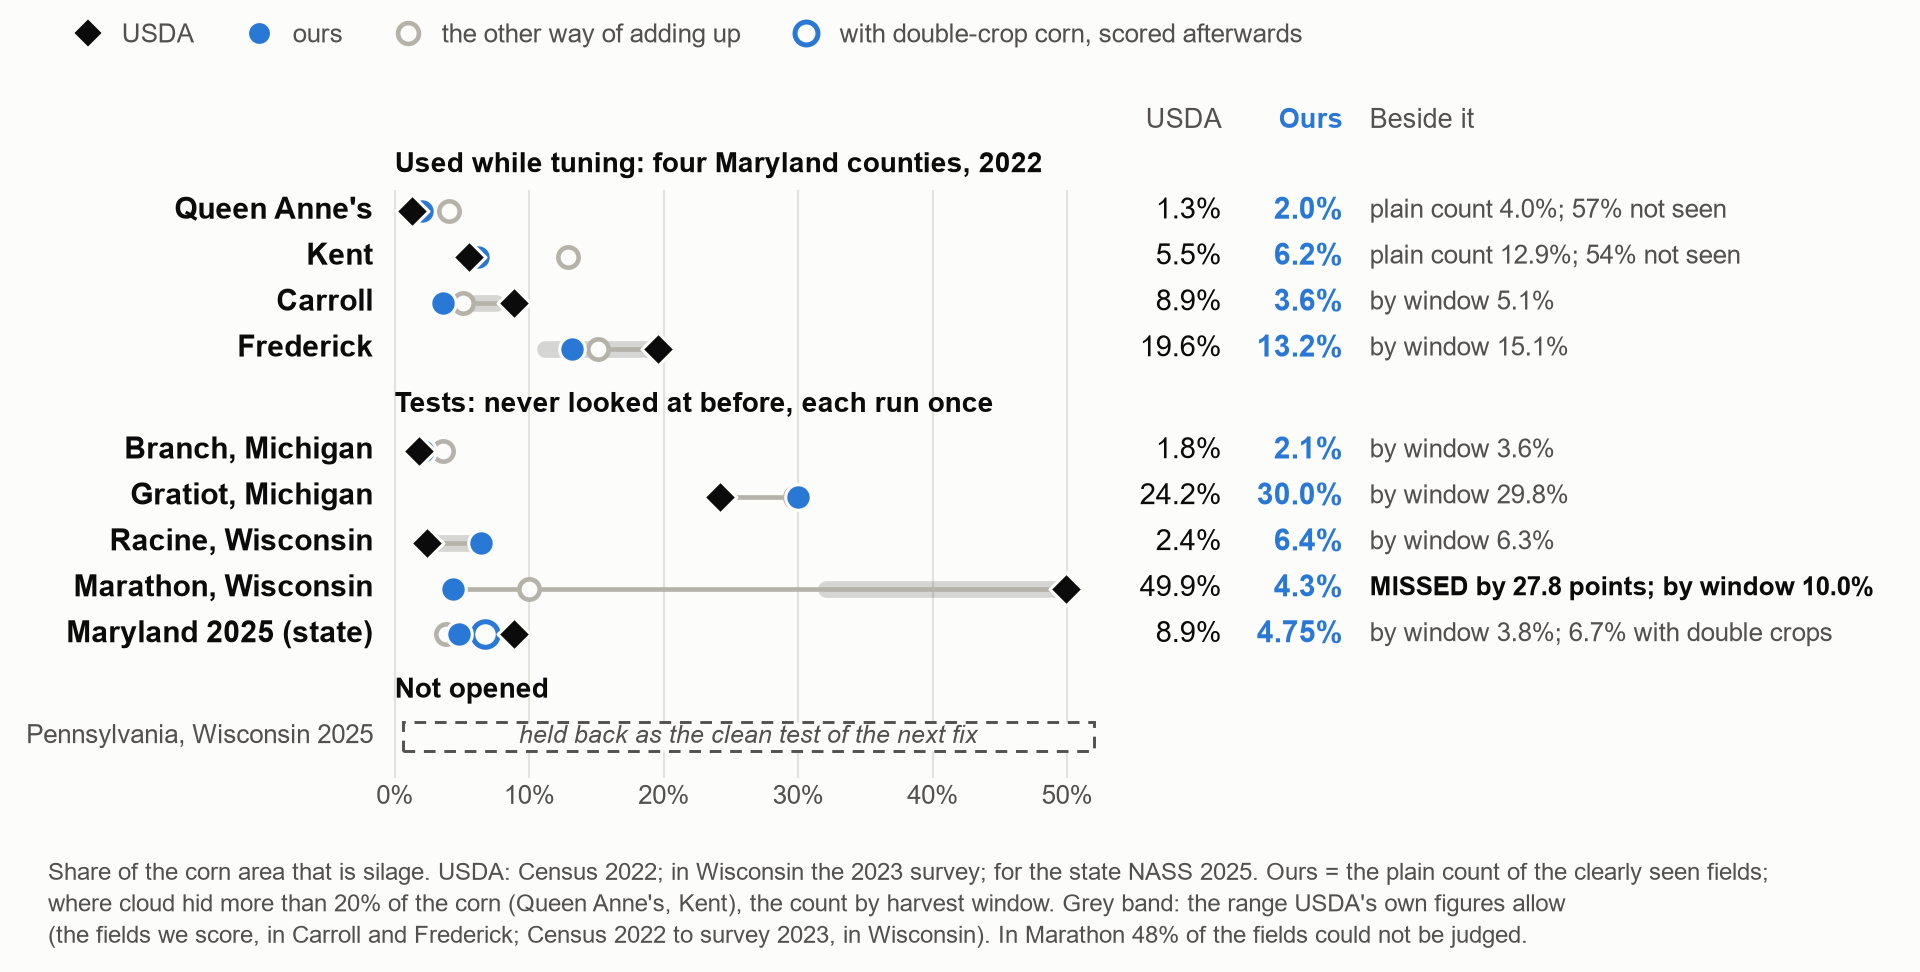 USDA ours the other way of adding up with double-crop corn, scored afterwards
USDA Ours Beside it
Used while tuning: four Maryland counties, 2022
Queen Anne's 1.3% 2.0% plain count 4.0%; 57% not seen
Kent 5.5% 6.2% plain count 12.9%; 54% not seen
Carroll 8.9% 3.6% by window 5.1%
Frederick 19.6% 13.2% by window 15.1%
Tests: never looked at before, each run once
Branch, Michigan 1.8% 2.1% by window 3.6%
Gratiot, Michigan 24.2% 30.0% by window 29.8%
Racine, Wisconsin 2.4% 6.4% by window 6.3%
Marathon, Wisconsin 49.9% 4.3% MISSED by 27.8 points; by window 10.0%
Maryland 2025 (state) 8.9% 4.75% by window 3.8%; 6.7% with double crops
Not opened
Pennsylvania, Wisconsin 2025 held back as the clean test of the next fix
0% 10% 20% 30% 40% 50%
Share of the corn area that is silage. USDA: Census 2022; in Wisconsin the 2023 survey; for the state NASS 2025. Ours = the plain count of the clearly seen fields;
where cloud hid more than 20% of the corn (Queen Anne's, Kent), the count by harvest window. Grey band: the range USDA's own figures allow
(the fields we score, in Carroll and Frederick; Census 2022 to survey 2023, in Wisconsin). In Marathon 48% of the fields could not be judged.